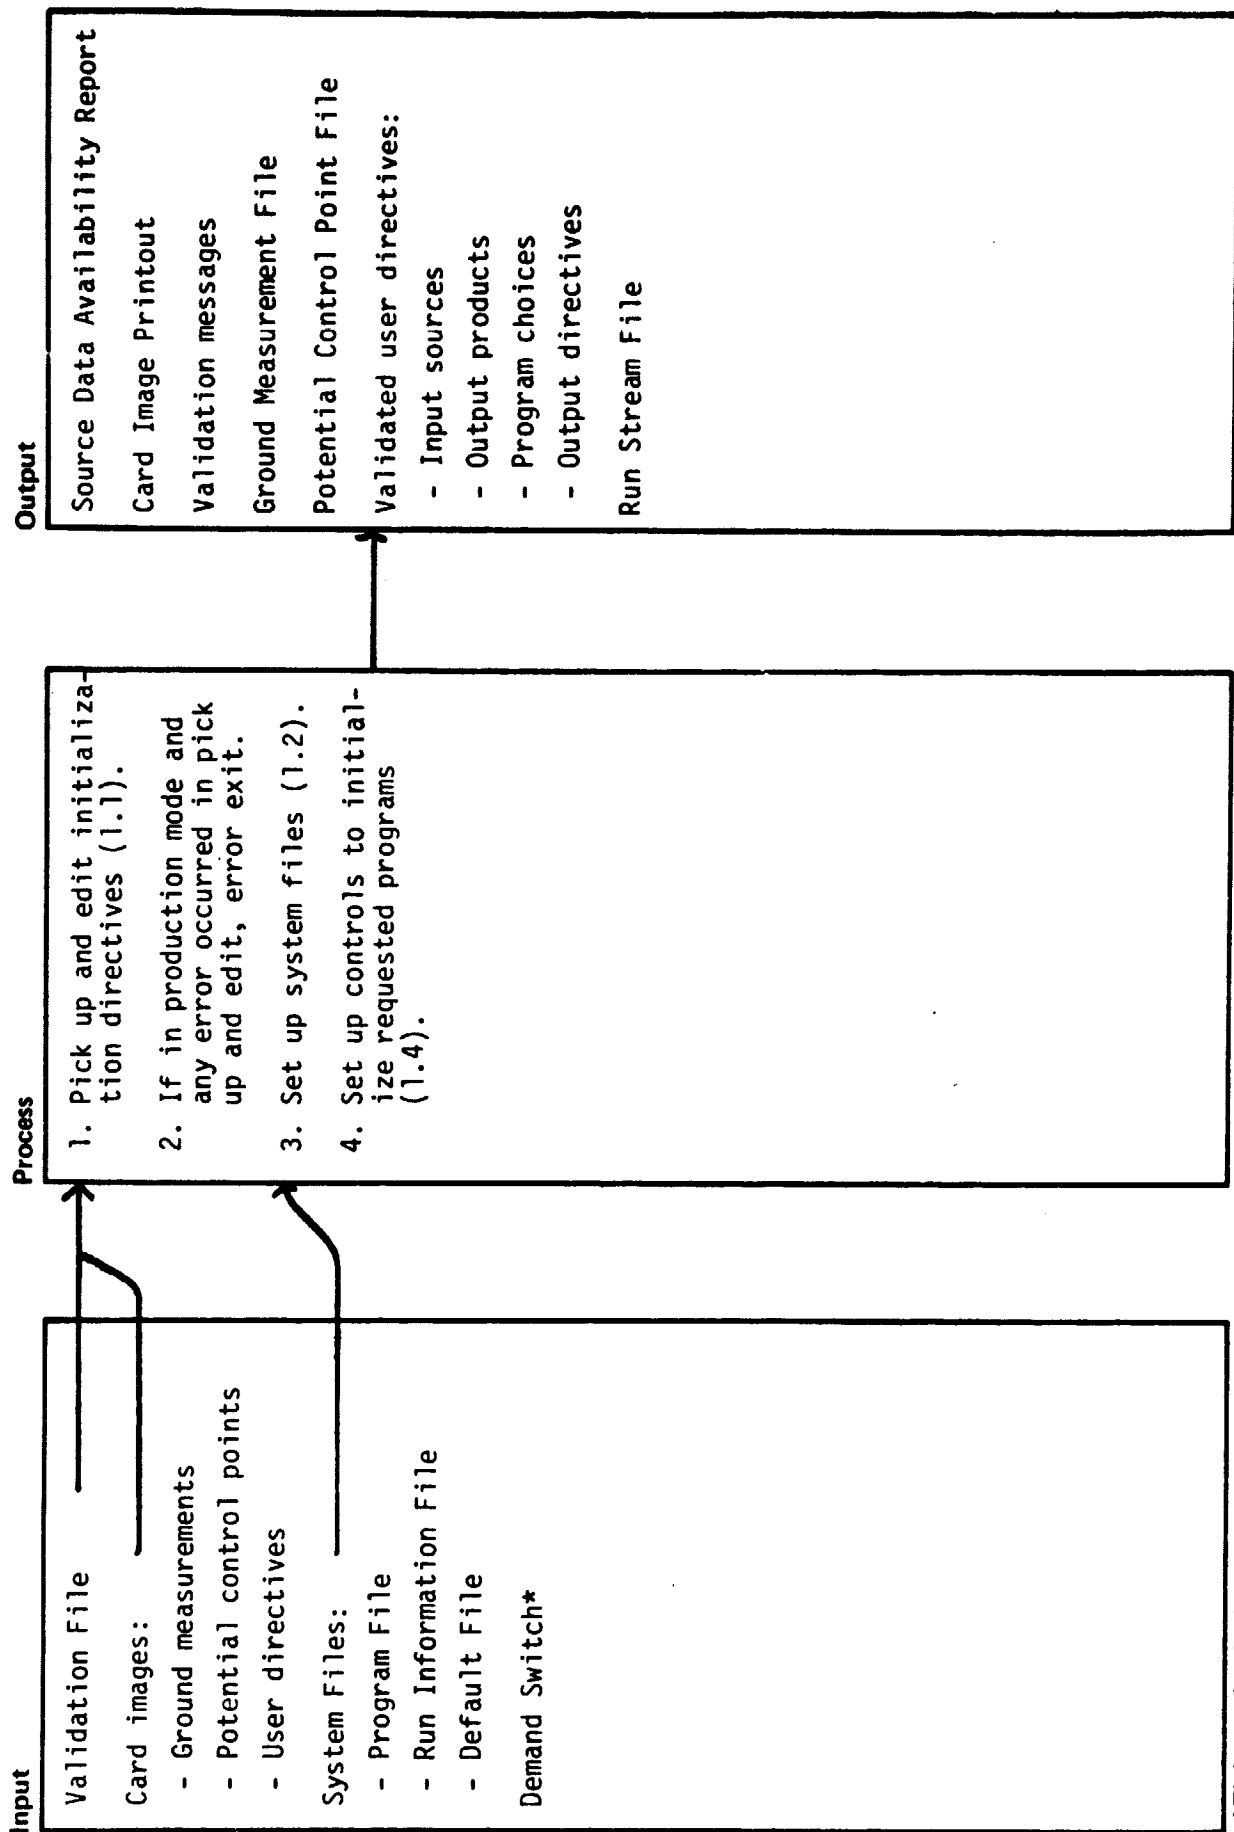 Input
Validation File
Card images:
- Ground measurements
- Potential control points
- User directives
System Files:
- Program File
- Run Information File
- Default File
Demand Switch*
Process
1. Pick up and edit initializa-
tion directives (1.1).
2. If in production mode and
any error occurred in pick
up and edit, error exit.
3. Set up system files (1.2).
4. Set up controls to initial-
ize requested programs
(1.4).
Output
Source Data Availability Report
Card Image Printout
Validation messages
Ground Measurement File
Potential Control Point File
Validated user directives:
- Input sources
- Output products
- Program choices
- Output directives
Run Stream File